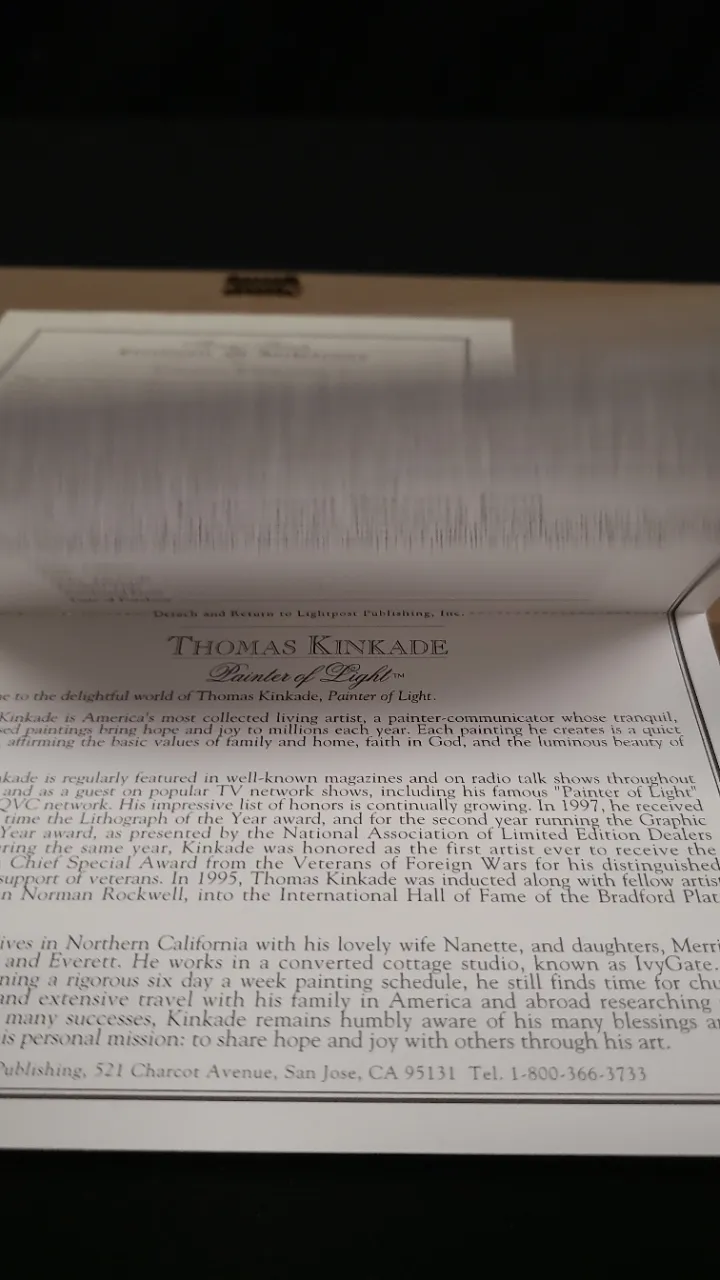 Detach and Return to Lightpost Publishing, Inc.
THOMAS KINKADE
Painter of Light™
to the delightful world of Thomas Kinkade, Painter of Light.
Kinkade is America's most collected living artist, a painter-communicator whose tranquil,
paintings bring hope and joy to millions each year. Each painting he creates is a quiet
affirming the basic values of family and home, faith in God, and the luminous beauty of
is regularly featured in well-known magazines and on radio talk shows throughout
and as a guest on popular TV network shows, including his famous "Painter of Light"
QVC network. His impressive list of honors is continually growing. In 1997, he received
time the Lithograph of the Year award, and for the second year running the Graphic
Year award, as presented by the National Association of Limited Edition Dealers
the same year, Kinkade was honored as the first artist ever to receive the
Chief Special Award from the Veterans of Foreign Wars for his distinguished
support of veterans. In 1995, Thomas Kinkade was inducted along with fellow
Norman Rockwell, into the International Hall of Fame of the Bradford
in Northern California with his lovely wife Nanette, and daughters,
and Everett. He works in a converted cottage studio, known as IvyGate.
a rigorous six day a week painting schedule, he still finds time for
and extensive travel with his family in America and abroad researching
many successes, Kinkade remains humbly aware of his many blessings
personal mission: to share hope and joy with others through his art.
Publishing, 521 Charcot Avenue, San Jose, CA 95131 Tel. 1-800-366-3733